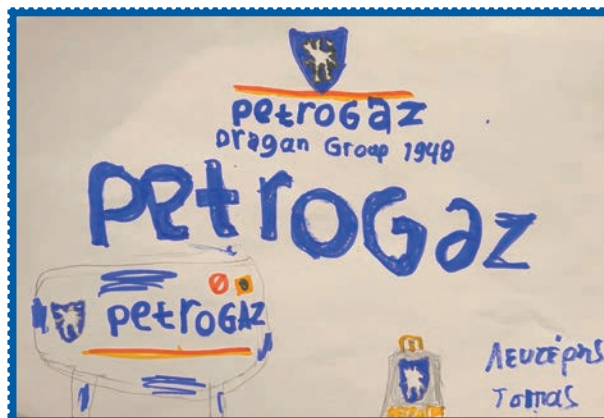 petroGaz
Dragan Group 1948
PetroGaz
petroGAZ
Λευτέρης
Tomas